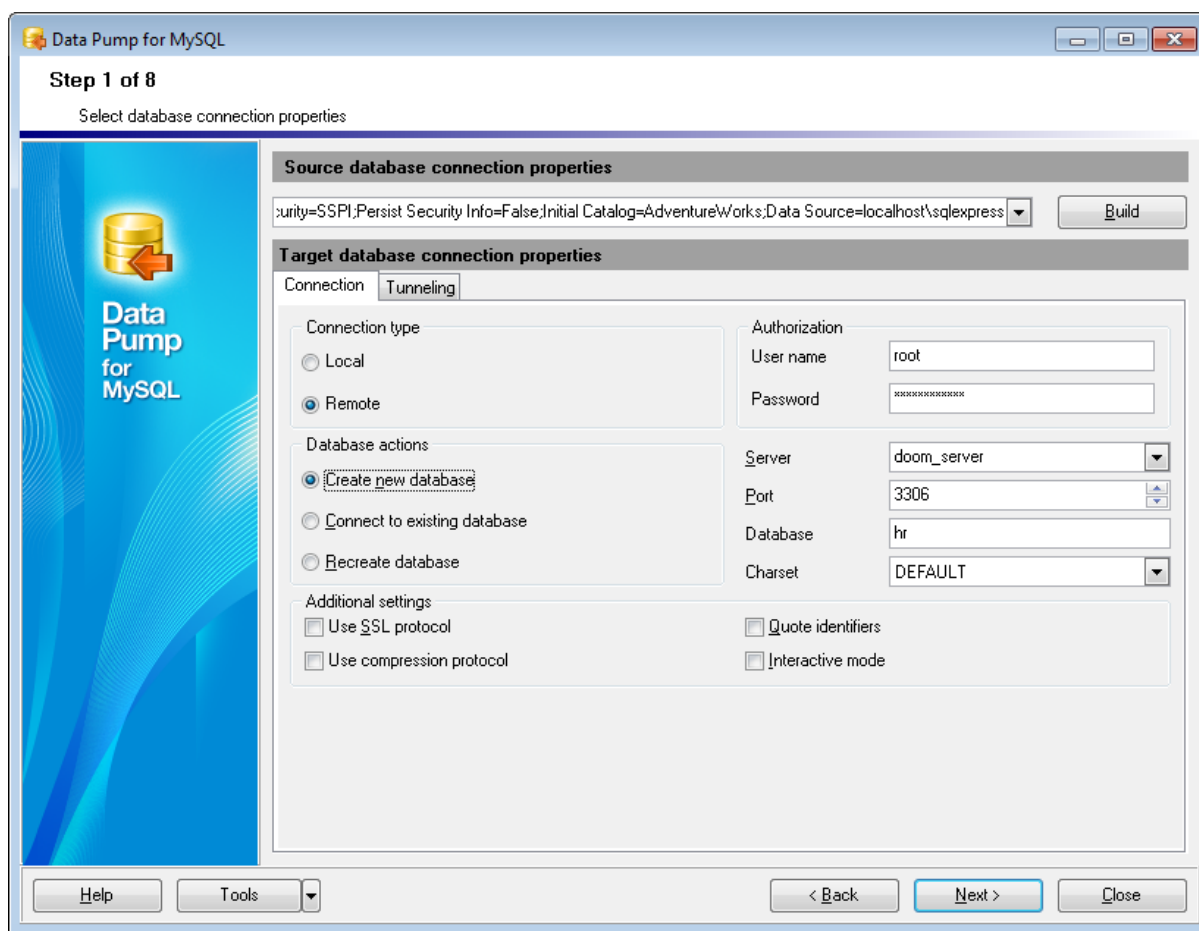 Data Pump for MySQL
Step 1 of 8
Select database connection properties
Data
Pump
for
MySQL
Source database connection properties
curity=SSPI;Persist Security Info=False;Initial Catalog=AdventureWorks;Data Source=localhost\sqlexpress
Build
Target database connection properties
Connection Tunneling
Connection type
Local
Remote
Authorization
User name root
Password ************
Database actions
Create new database
Connect to existing database
Recreate database
Server doom_server
Port 3306
Database hr
Charset DEFAULT
Additional settings
Use SSL protocol
Use compression protocol
Quote identifiers
Interactive mode
Help Tools < Back Next > Close